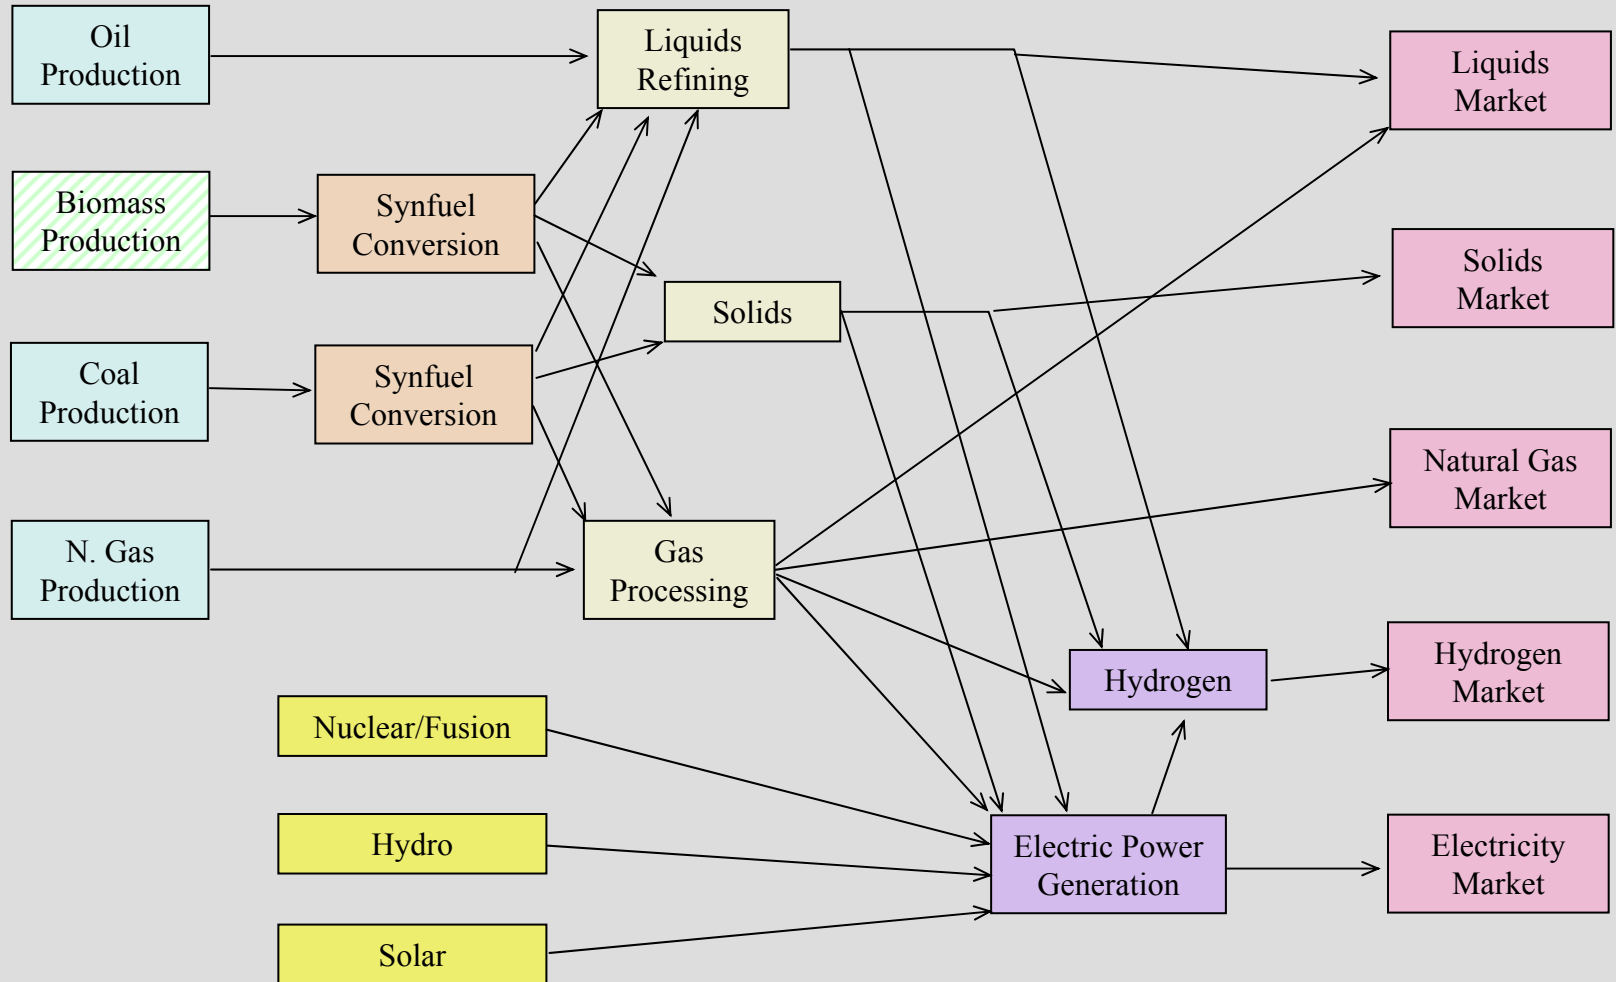 Oil
Production
Liquids
Refining
Liquids
Market
Biomass
Production
Synfuel
Conversion
Solids
Market
Solids
Coal
Production
Synfuel
Conversion
Natural Gas
Market
N. Gas
Production
Gas
Processing
Hydrogen
Hydrogen
Market
Nuclear/Fusion
Hydro
Electric Power
Generation
Electricity
Market
Solar